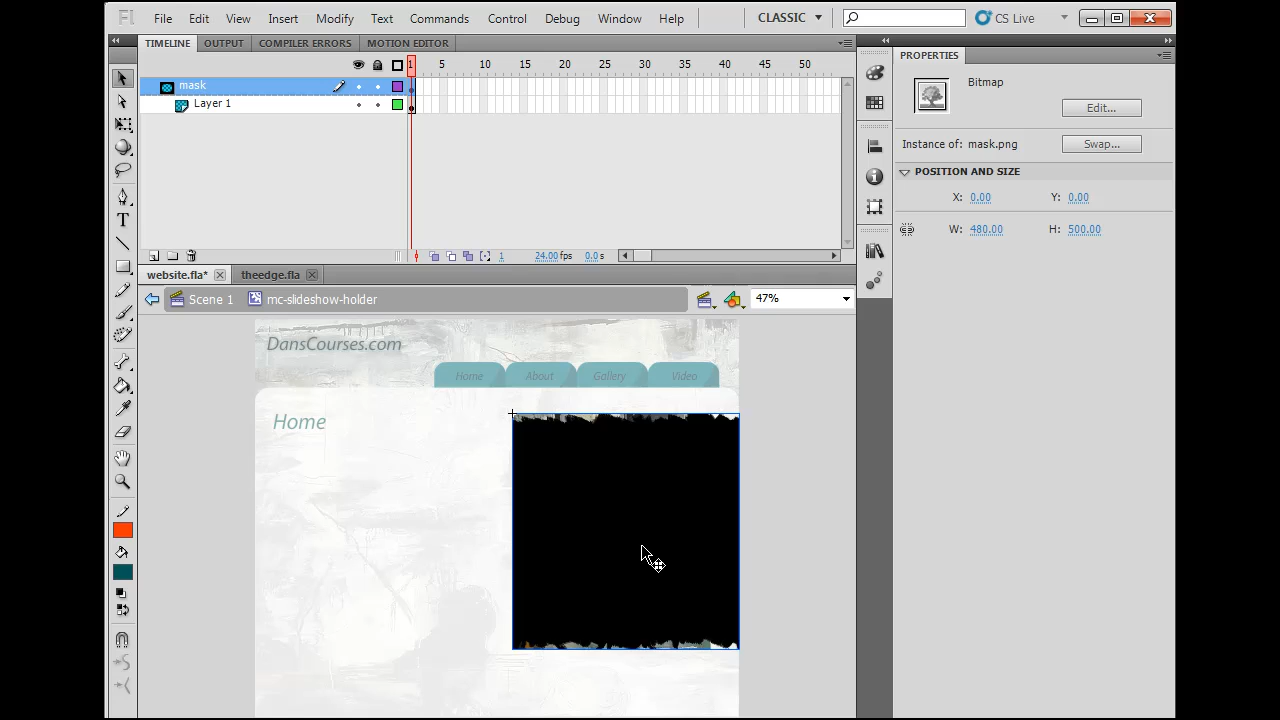 Fl File Edit View Insert Modify Text Commands Control Debug Window Help CLASSIC CS Live
TIMELINE OUTPUT COMPILER ERRORS MOTION EDITOR PROPERTIES
1 5 10 15 20 25 30 35 40 45 50
mask
Layer 1
Bitmap
Edit...
Instance of: mask.png Swap...
POSITION AND SIZE
X: 0.00 Y: 0.00
W: 480.00 H: 500.00
1 24.00 fps 0.0 s
website.fla* theedge.fla
Scene 1 mc-slideshow-holder 47%
DansCourses.com
Home About Gallery Video
Home